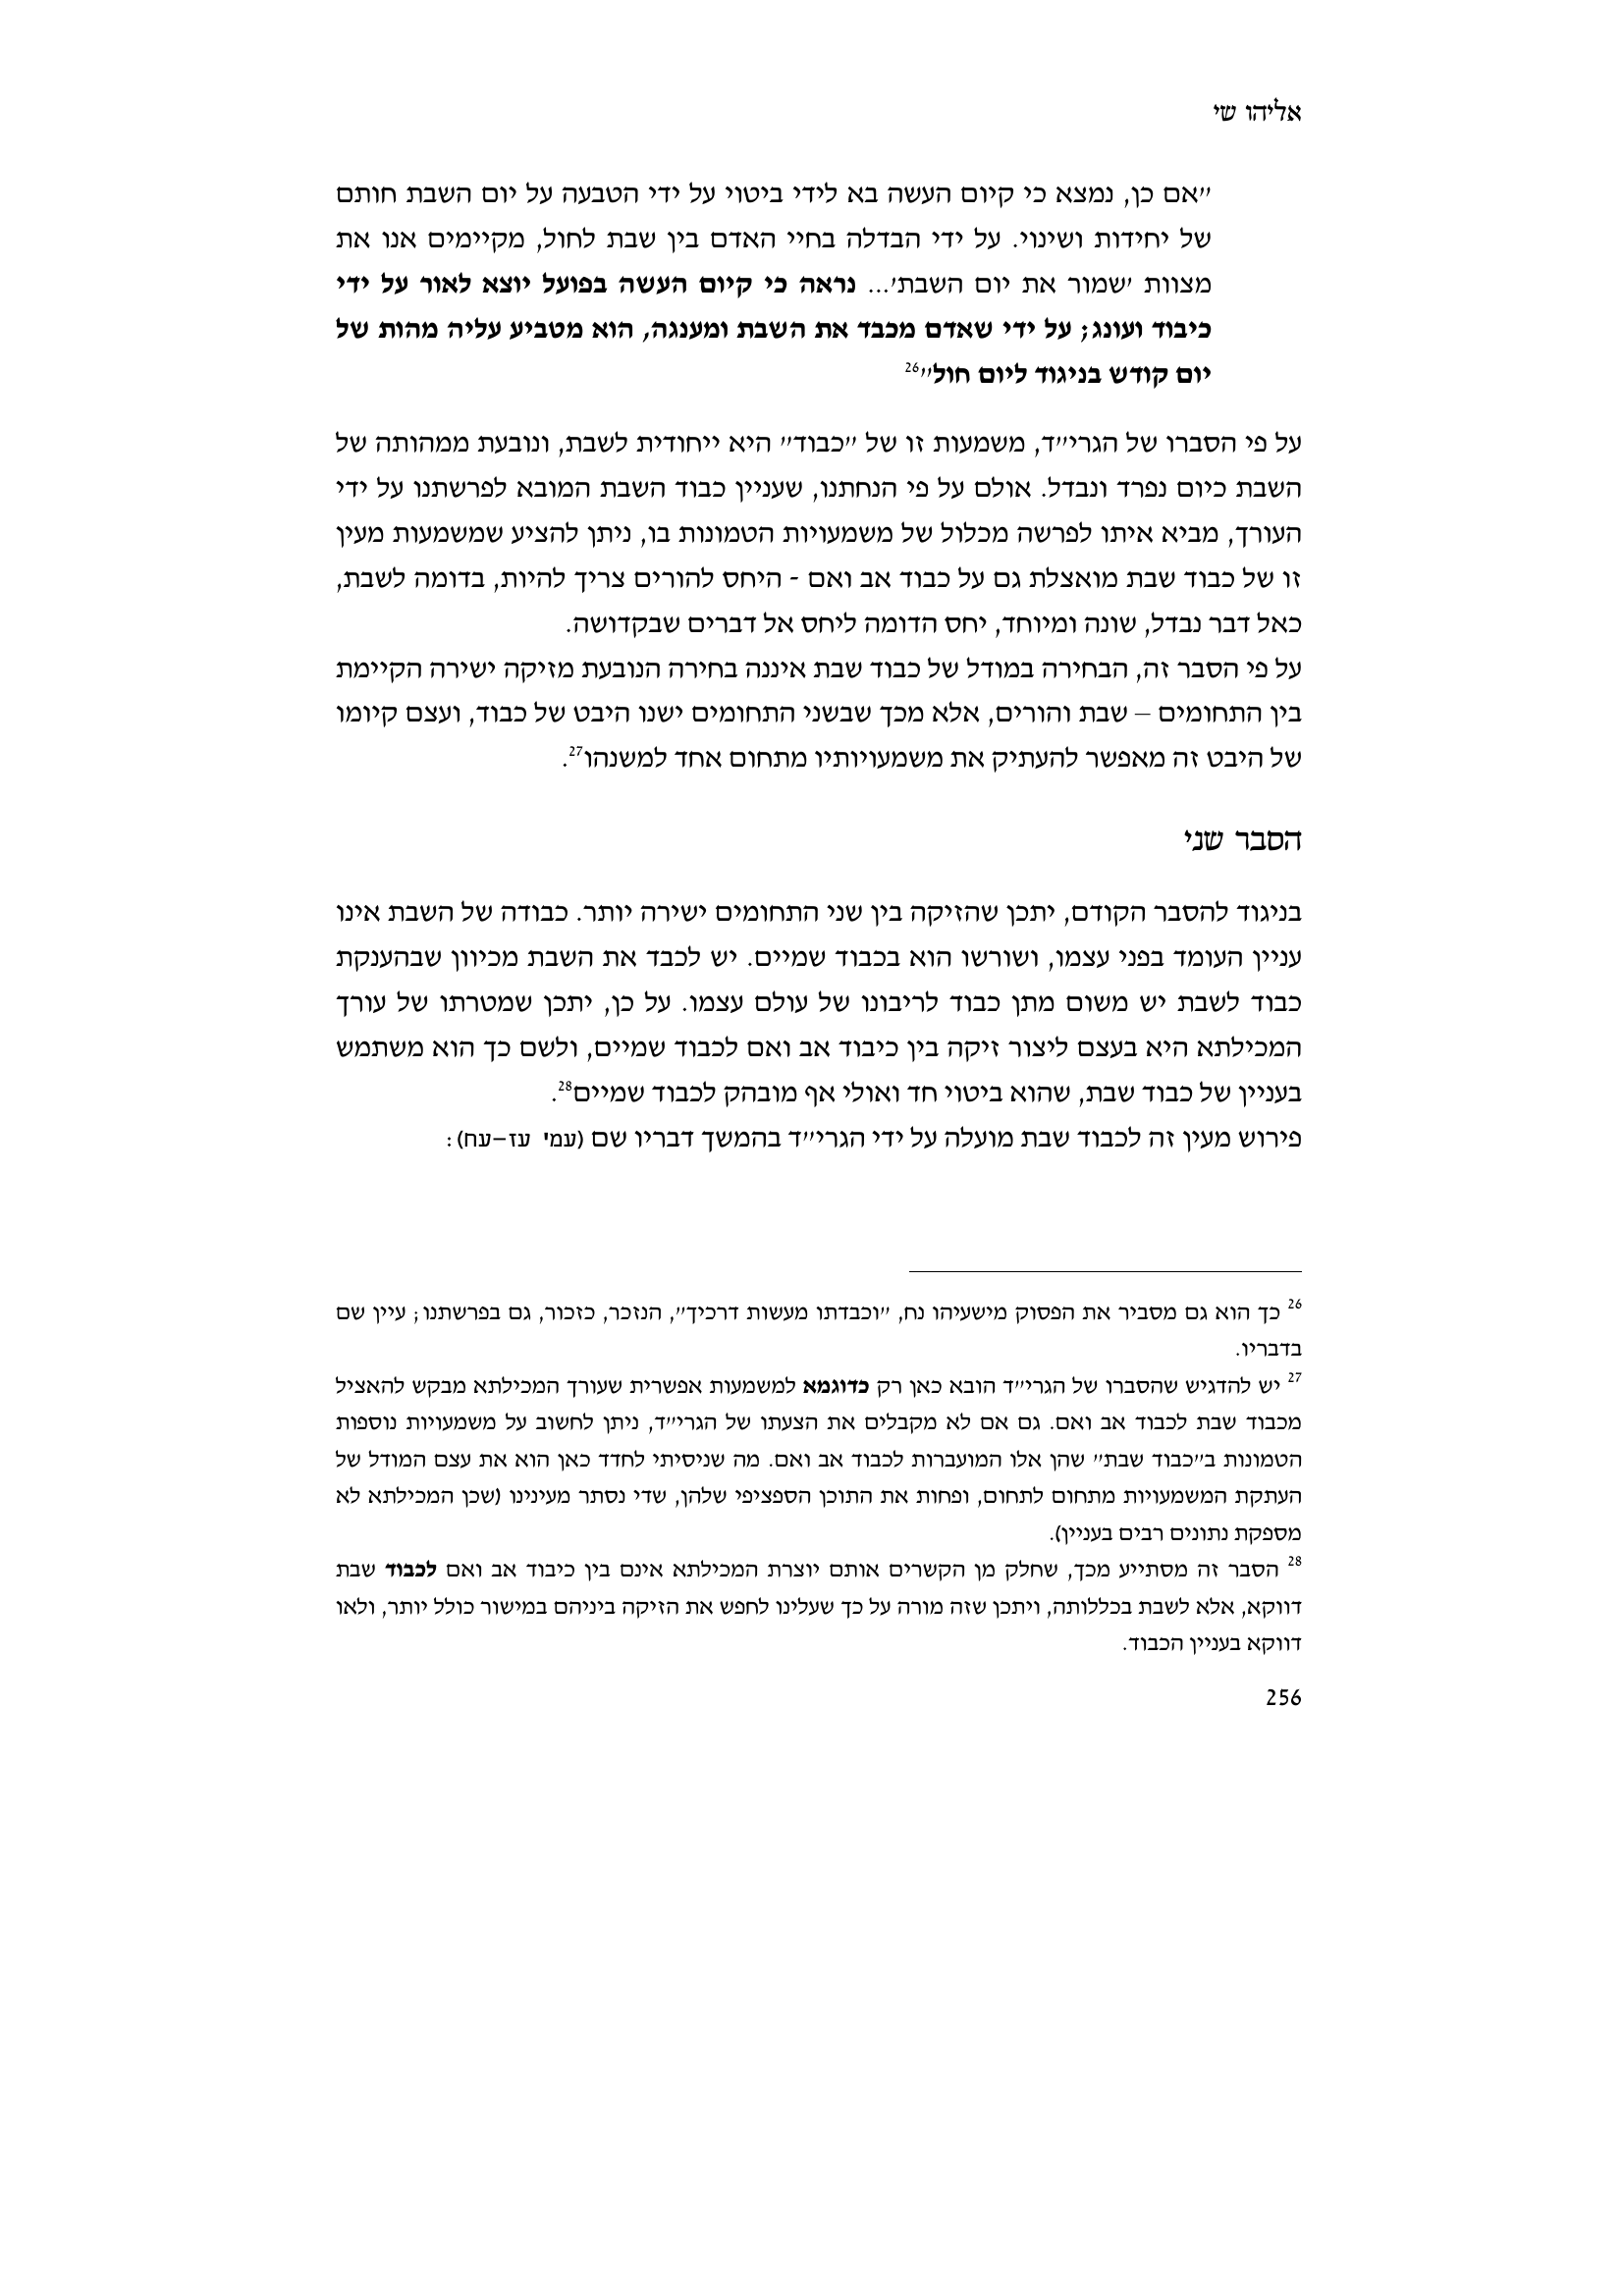 אליהו שי
״אם כן, נמצא כי קיום העשה בא לידי ביטוי על ידי הטבעה על יום השבת חותם
של יחידות ושינוי. על ידי הבדלה בחיי האדם בין שבת לחול, מקיימים אנו את
מצוות ׳שמור את יום השבת׳... נראה כי קיום העשה בפועל יוצא לאור על ידי
כיבוד ועונג; על ידי שאדם מכבד את השבת ומענגה, הוא מטביע עליה מהות של
יום קודש בניגוד ליום חול״26
על פי הסברו של הגרי״ד, משמעות זו של ״כבוד״ היא ייחודית לשבת, ונובעת ממהותה של
השבת כיום נפרד ונבדל. אולם על פי הנחתנו, שעניין כבוד השבת המובא לפרשתנו על ידי
העורך, מביא איתו לפרשה מכלול של משמעויות הטמונות בו, ניתן להציע שמשמעות מעין
זו של כבוד שבת מואצלת גם על כבוד אב ואם - היחס להורים צריך להיות, בדומה לשבת,
כאל דבר נבדל, שונה ומיוחד, יחס הדומה ליחס אל דברים שבקדושה.
על פי הסבר זה, הבחירה במודל של כבוד שבת איננה בחירה הנובעת מזיקה ישירה הקיימת
בין התחומים – שבת והורים, אלא מכך שבשני התחומים ישנו היבט של כבוד, ועצם קיומו
של היבט זה מאפשר להעתיק את משמעויותיו מתחום אחד למשנהו27.
הסבר שני
בניגוד להסבר הקודם, יתכן שהזיקה בין שני התחומים ישירה יותר. כבודה של השבת אינו
עניין העומד בפני עצמו, ושורשו הוא בכבוד שמיים. יש לכבד את השבת מכיוון שבהענקת
כבוד לשבת יש משום מתן כבוד לריבונו של עולם עצמו. על כן, יתכן שמטרתו של עורך
המכילתא היא בעצם ליצור זיקה בין כיבוד אב ואם לכבוד שמיים, ולשם כך הוא משתמש
בעניין של כבוד שבת, שהוא ביטוי חד ואולי אף מובהק לכבוד שמיים28.
פירוש מעין זה לכבוד שבת מועלה על ידי הגרי״ד בהמשך דבריו שם (עמ' עז–עח):
26 כך הוא גם מסביר את הפסוק מישעיהו נח, ״וכבדתו מעשות דרכיך״, הנזכר, כזכור, גם בפרשתנו; עיין שם
בדבריו.
27 יש להדגיש שהסברו של הגרי״ד הובא כאן רק כדוגמא למשמעות אפשרית שעורך המכילתא מבקש להאציל
מכבוד שבת לכבוד אב ואם. גם אם לא מקבלים את הצעתו של הגרי״ד, ניתן לחשוב על משמעויות נוספות
הטמונות ב״כבוד שבת״ שהן אלו המועברות לכבוד אב ואם. מה שניסיתי לחדד כאן הוא את עצם המודל של
העתקת המשמעויות מתחום לתחום, ופחות את התוכן הספציפי שלהן, שדי נסתר מעינינו (שכן המכילתא לא
מספקת נתונים רבים בעניין).
28 הסבר זה מסתייע מכך, שחלק מן הקשרים אותם יוצרת המכילתא אינם בין כיבוד אב ואם לכבוד שבת
דווקא, אלא לשבת בכללותה, ויתכן שזה מורה על כך שעלינו לחפש את הזיקה ביניהם במישור כולל יותר, ולאו
דווקא בעניין הכבוד.
256